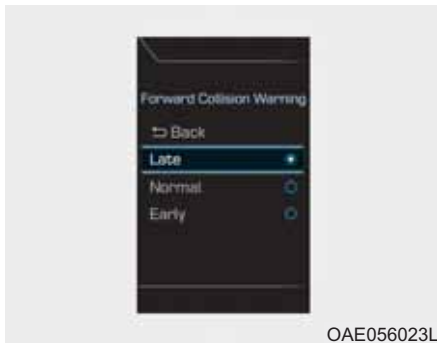 Forward Collision Warning
Back
Late
Normal
Early
OAE056023L